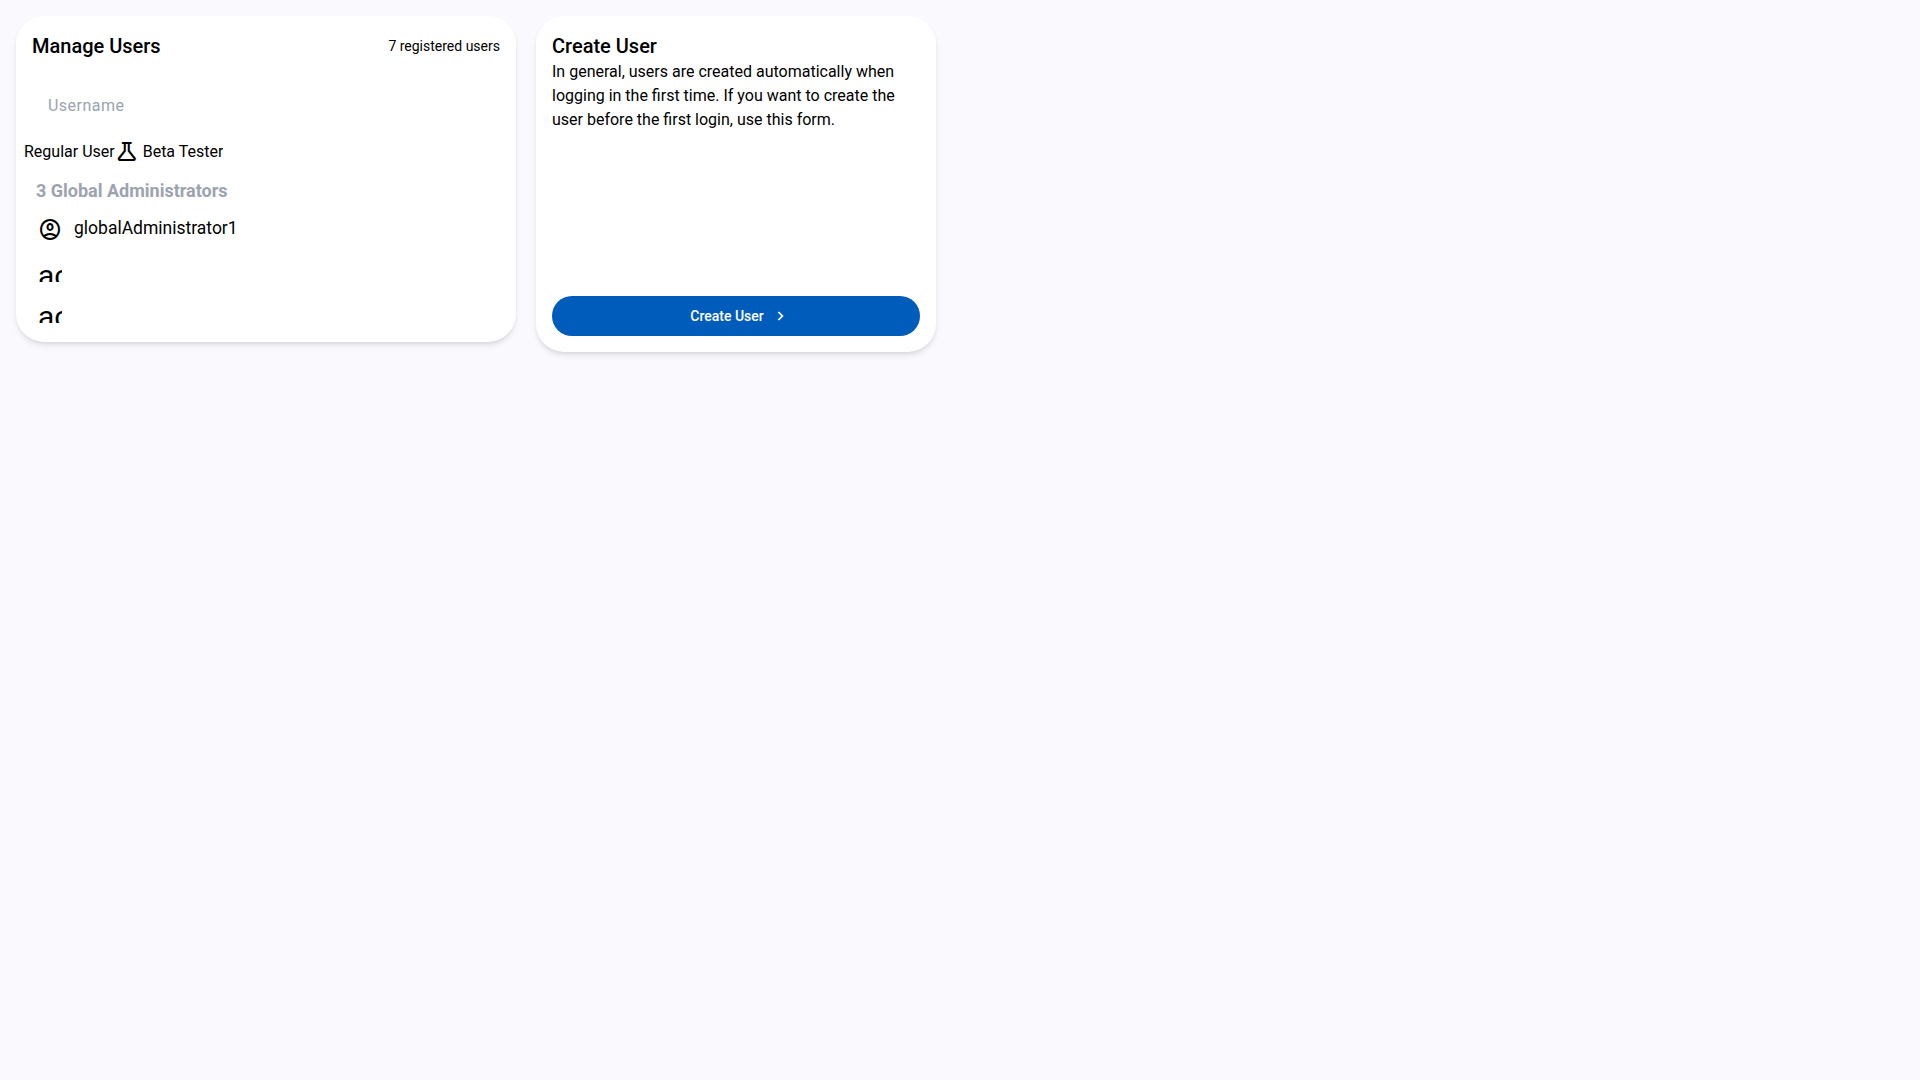 Manage Users
7 registered users
Username
Regular User
Beta Tester
3 Global Administrators
globalAdministrator1
Create User
In general, users are created automatically when
logging in the first time. If you want to create the
user before the first login, use this form.
Create User